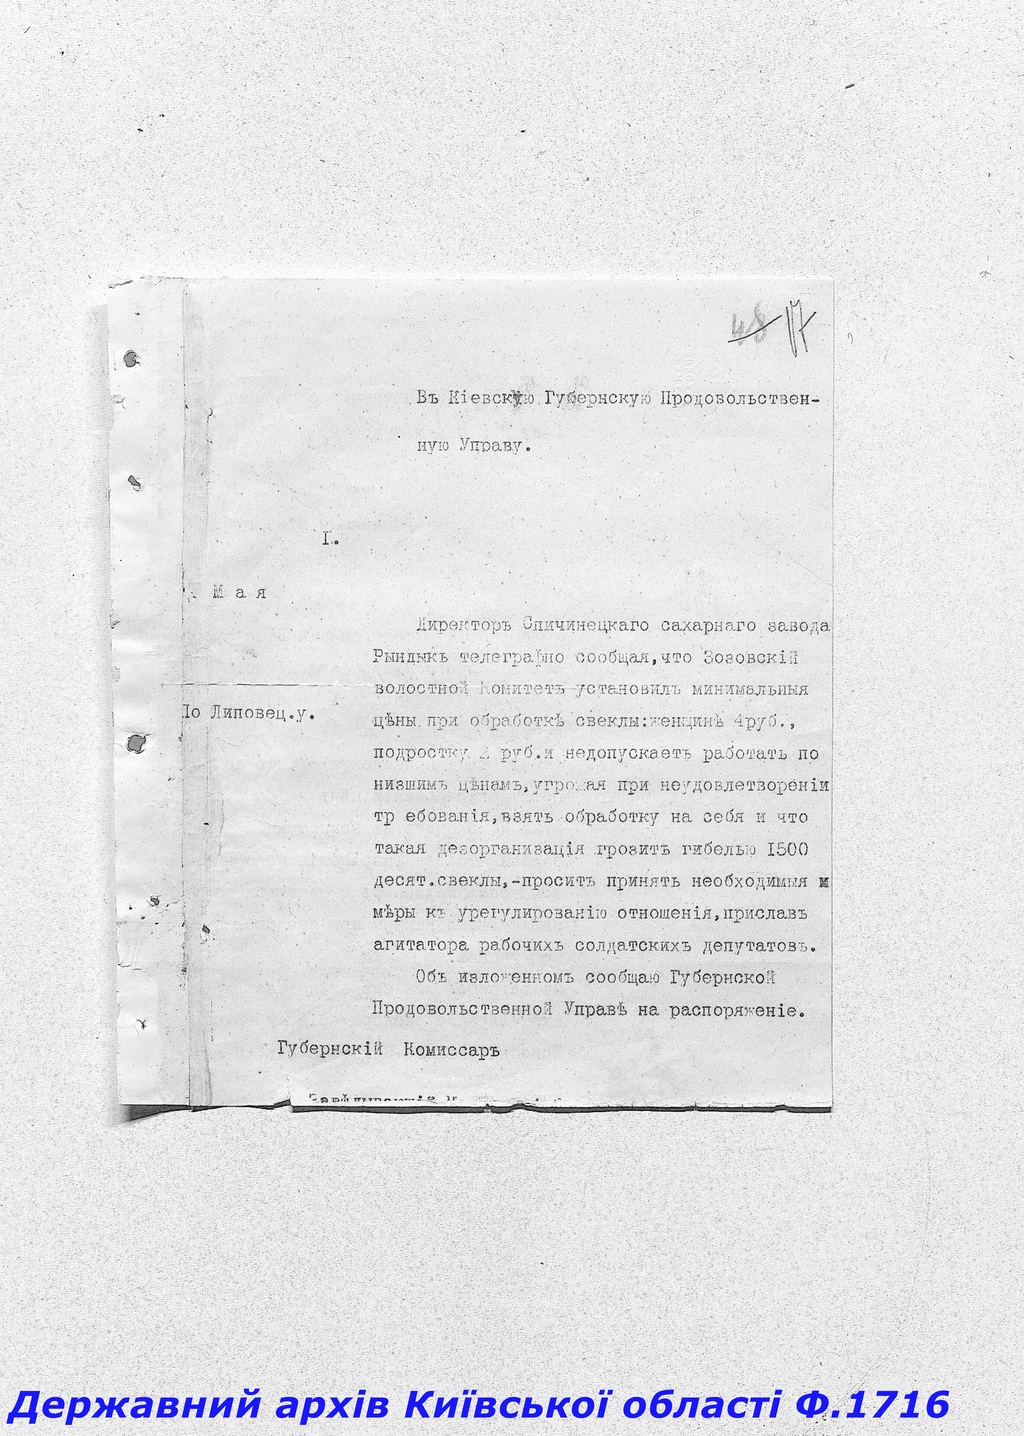 48 17
Въ Кіевскую Губернскую Продовольствен-
ную Управу.
I.
Мая
По Липовец.у.
Директоръ Спичинецкаго сахарнаго завода
Рындыкъ телеграфно сообщая,что Зозовскій
волостной Комитетъ установилъ минимальныя
цѣны при обработкѣ свеклы:женщинѣ 4руб.,
подростку 2 руб.и недопускаетъ работать по
низшимъ цѣнамъ,угрожая при неудовлетвореніи
тр ебованія,взять обработку на себя и что
такая дезорганизація грозитъ гибелью 1500
десят.свеклы,-просить принять необходимыя и
мѣры къ урегулированію отношенія,приславъ
агитатора рабочихъ солдатскихъ депутатовъ.
Объ изложенномъ сообщаю Губернской
Продовольственной Управѣ на распоряженіе.
Губернскій Комиссаръ
Державний архів Київської області Ф.1716